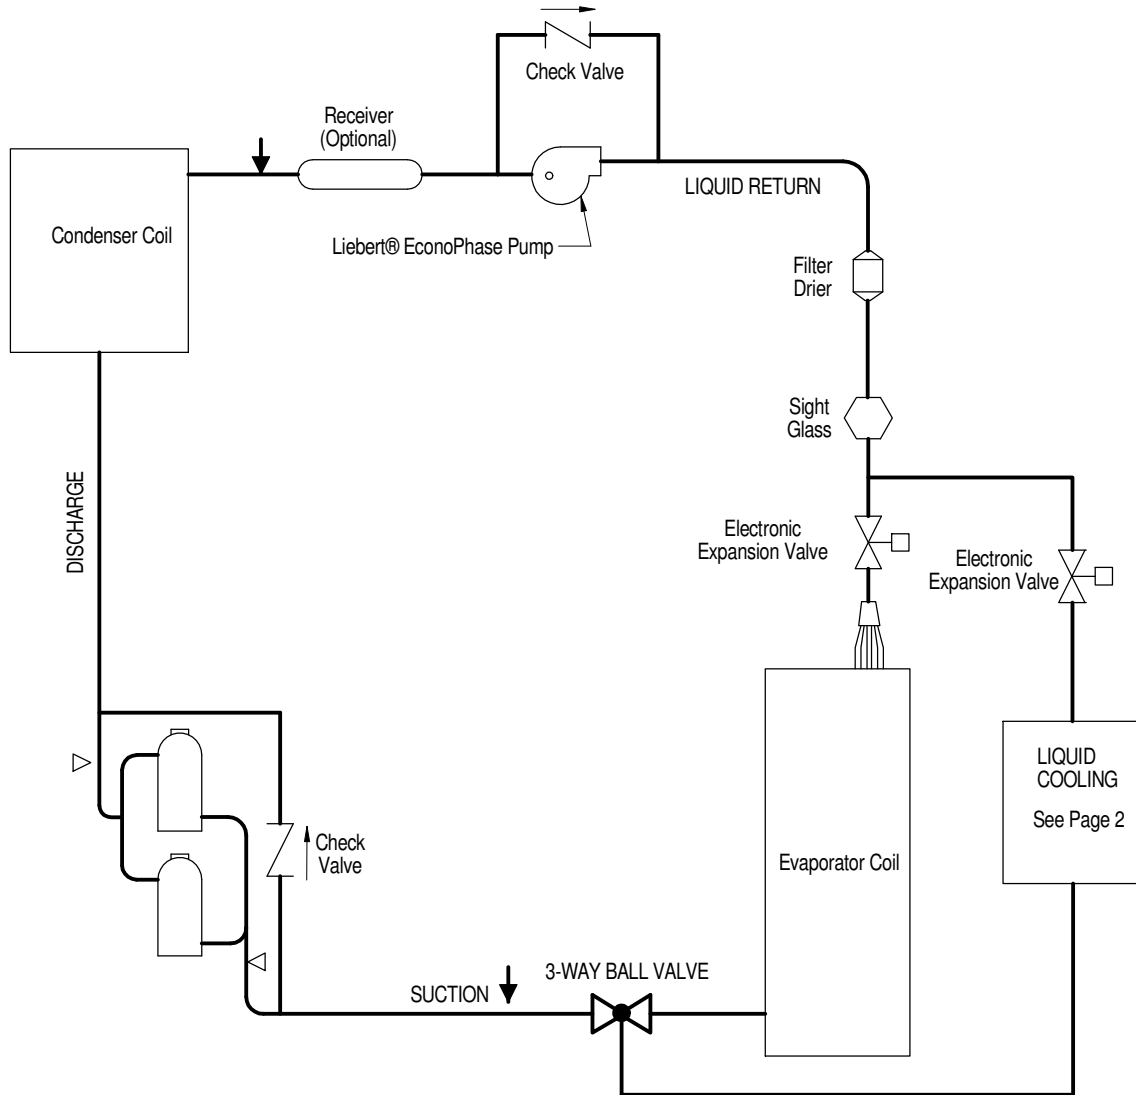 Check Valve
Receiver
(Optional)
LIQUID RETURN
Condenser Coil
Liebert® EconoPhase Pump
Filter
Drier
Sight
Glass
DISCHARGE
Electronic
Expansion Valve
Electronic
Expansion Valve
LIQUID
COOLING
See Page 2
Check
Valve
Evaporator Coil
3-WAY BALL VALVE
SUCTION